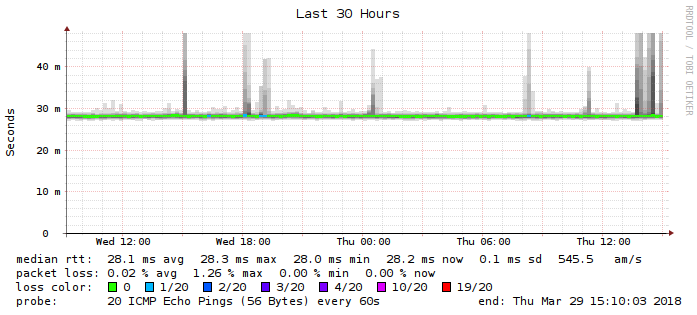 Last 30 Hours
RRDTOOL / TOBI OETIKER
Seconds
40 m
30 m
20 m
10 m
0
Wed 12:00 Wed 18:00 Thu 00:00 Thu 06:00 Thu 12:00
median rtt: 28.1 ms avg 28.3 ms max 28.0 ms min 28.2 ms now 0.1 ms sd 545.5 am/s
packet loss: 0.02 % avg 1.26 % max 0.00 % min 0.00 % now
loss color: 0 1/20 2/20 3/20 4/20 10/20 19/20
probe: 20 ICMP Echo Pings (56 Bytes) every 60s end: Thu Mar 29 15:10:03 2018